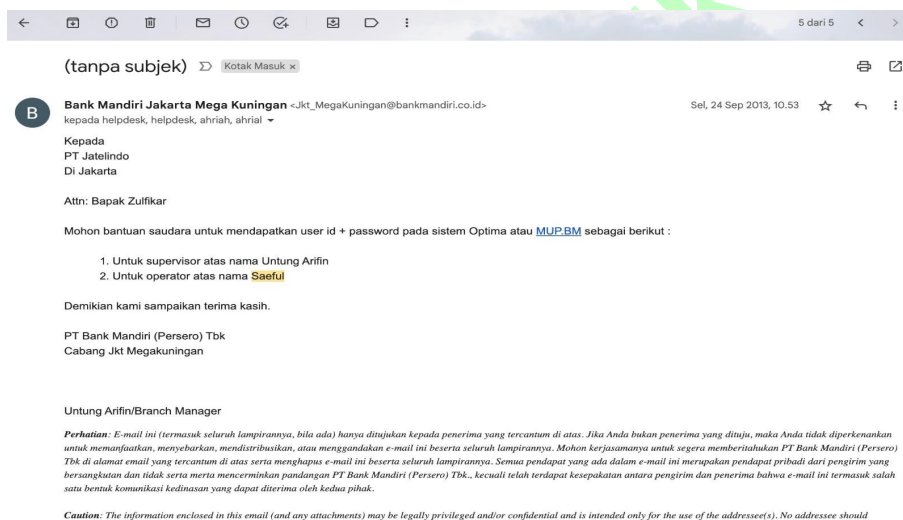 5 dari 5
(tanpa subjek) Kotak Masuk ×
B
Bank Mandiri Jakarta Mega Kuningan <Jkt_MegaKuningan@bankmandiri.co.id>
Sel, 24 Sep 2013, 10.53
kepada helpdesk, helpdesk, ahriah, ahrial
Kepada
PT Jatelindo
Di Jakarta
Attn: Bapak Zulfikar
Mohon bantuan saudara untuk mendapatkan user id + password pada sistem Optima atau MUP.BM sebagai berikut :
1. Untuk supervisor atas nama Untung Arifin
2. Untuk operator atas nama Saeful
Demikian kami sampaikan terima kasih.
PT Bank Mandiri (Persero) Tbk
Cabang Jkt Megakuningan
Untung Arifin/Branch Manager
Perhatian: E-mail ini (termasuk seluruh lampirannya, bila ada) hanya ditujukan kepada penerima yang tercantum di atas. Jika Anda bukan penerima yang dituju, maka Anda tidak diperkenankan
untuk memanfaatkan, menyebarkan, mendistribusikan, atau menggandakan e-mail ini beserta seluruh lampirannya. Mohon kerjasamanya untuk segera memberitahukan PT Bank Mandiri (Persero)
Tbk di alamat email yang tercantum di atas serta menghapus e-mail ini beserta seluruh lampirannya. Semua pendapat yang ada dalam e-mail ini merupakan pendapat pribadi dari pengirim yang
bersangkutan dan tidak serta merta mencerminkan pandangan PT Bank Mandiri (Persero) Tbk., kecuali telah terdapat kesepakatan antara pengirim dan penerima bahwa e-mail ini termasuk salah
satu bentuk komunikasi kedinasan yang dapat diterima oleh kedua pihak.
Caution: The information enclosed in this email (and any attachments) may be legally privileged and/or confidential and is intended only for the use of the addressee(s). No addressee should